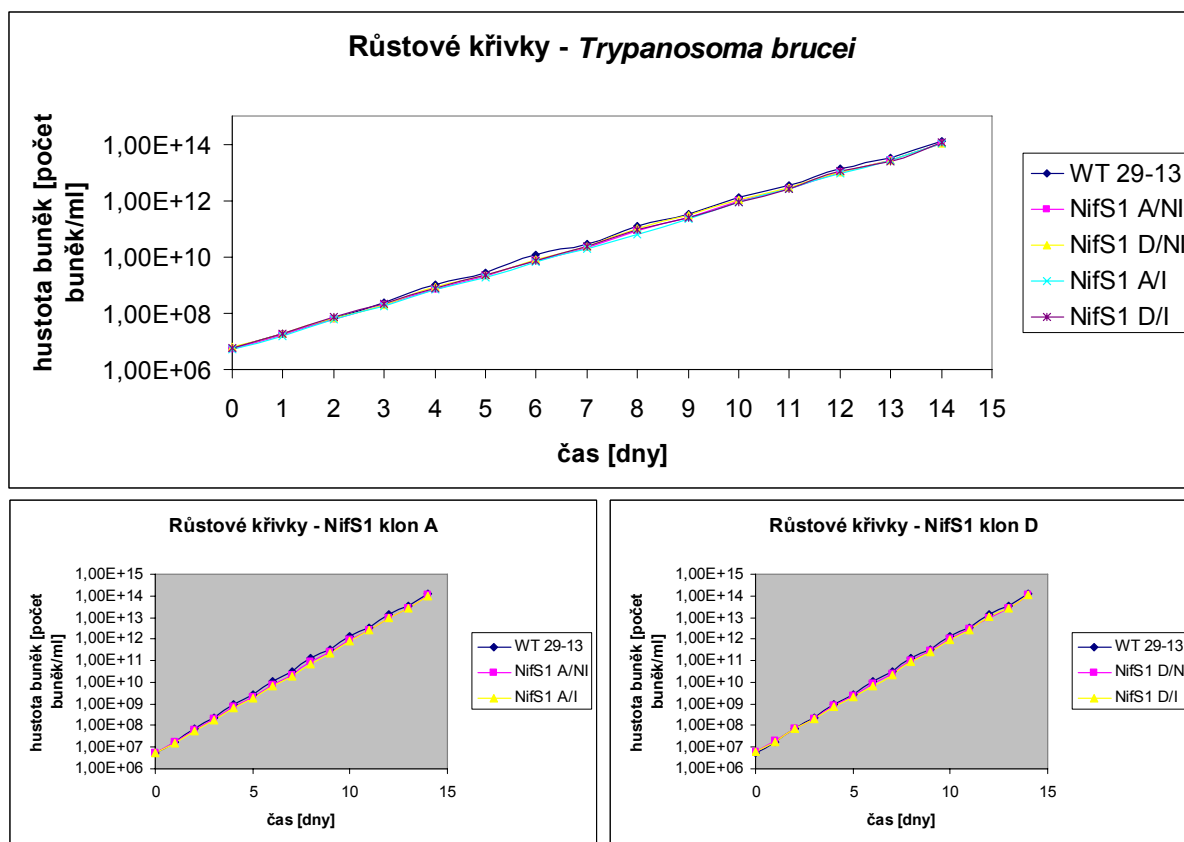 Růstové křivky - Trypanosoma brucei
hustota buněk [počet
buněk/ml]
1,00E+14
1,00E+12
1,00E+10
1,00E+08
1,00E+06
0 1 2 3 4 5 6 7 8 9 10 11 12 13 14 15
čas [dny]
WT 29-13
NifS1 A/NI
NifS1 D/NI
NifS1 A/I
NifS1 D/I
Růstové křivky - NifS1 klon A
hustota buněk [počet
buněk/ml]
1,00E+15
1,00E+14
1,00E+13
1,00E+12
1,00E+11
1,00E+10
1,00E+09
1,00E+08
1,00E+07
1,00E+06
0 5 10 15
čas [dny]
WT 29-13
NifS1 A/NI
NifS1 A/I
Růstové křivky - NifS1 klon D
hustota buněk [počet
buněk/ml]
1,00E+15
1,00E+14
1,00E+13
1,00E+12
1,00E+11
1,00E+10
1,00E+09
1,00E+08
1,00E+07
1,00E+06
0 5 10 15
čas [dny]
WT 29-13
NifS1 D/NI
NifS1 D/I